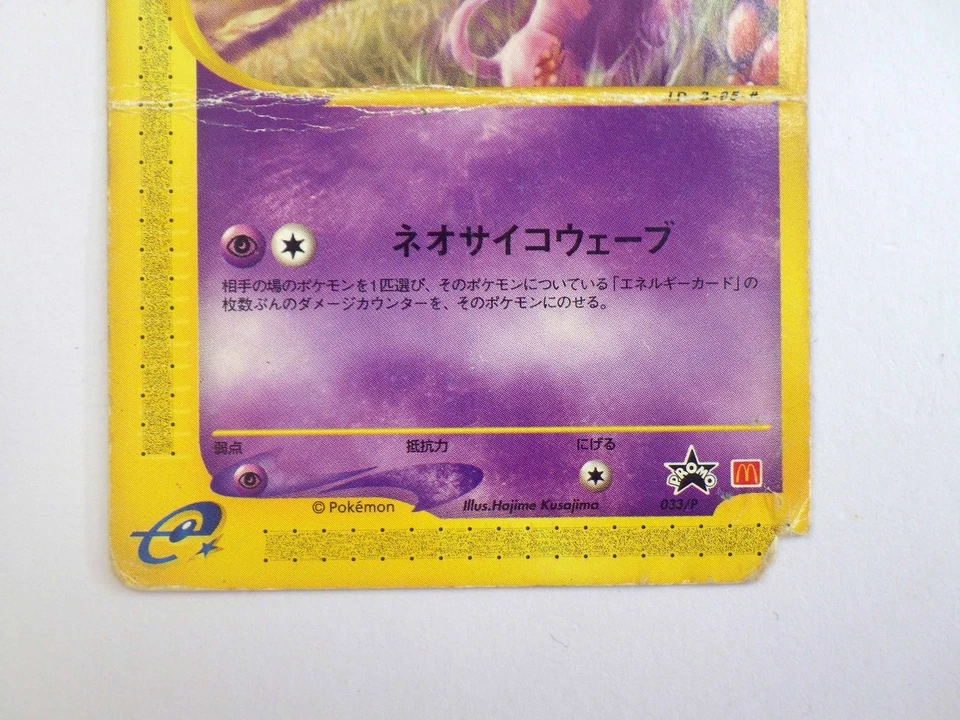 ネオサイコウェーブ
相手の場のポケモンを1匹選び、そのポケモンについている「エネルギーカード」の
枚数ぶんのダメージカウンターを、そのポケモンにのせる。
弱点 抵抗力 にげる
PROMO
© Pokémon Illus.Hajime Kusajima 033/P
e